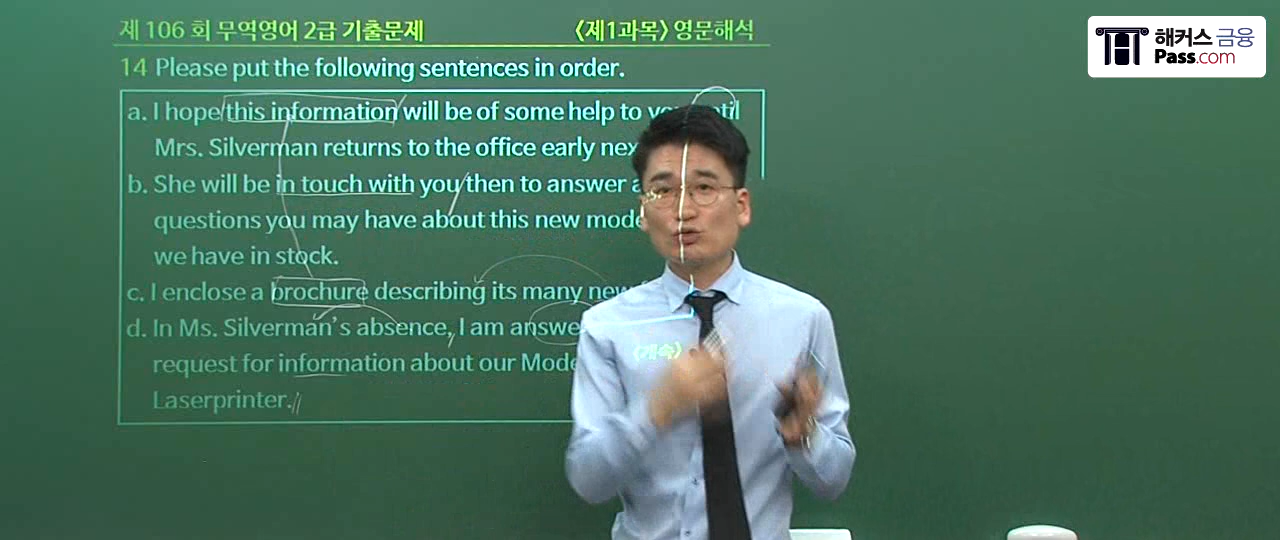 제 106 회 무역영어 2급 기출문제 〈제1과목〉 영문해석
해커스 금융
Pass.com
14 Please put the following sentences in order.
a. I hope this information will be of some help to
Mrs. Silverman returns to the office early
b. She will be in touch with you then to answer
questions you may have about this new
we have in stock.
c. I enclose a brochure describing its many new
d. In Ms. Silverman's absence, I am
request for information about our
〈계속〉
Laserprinter.